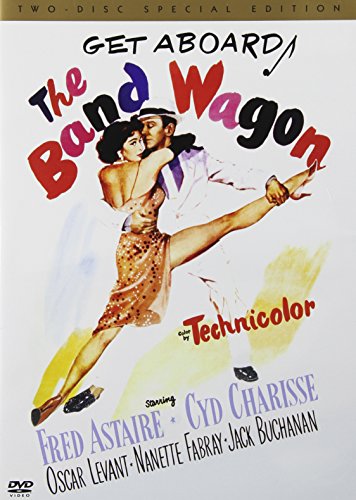 TWO-DISC SPECIAL EDITION
GET ABOARD
The
Band Wagon
Color by
Technicolor
Starring
FRED ASTAIRE * CYD CHARISSE
OSCAR LEVANT • NANETTE FABRAY • JACK BUCHANAN
DVD
VIDEO